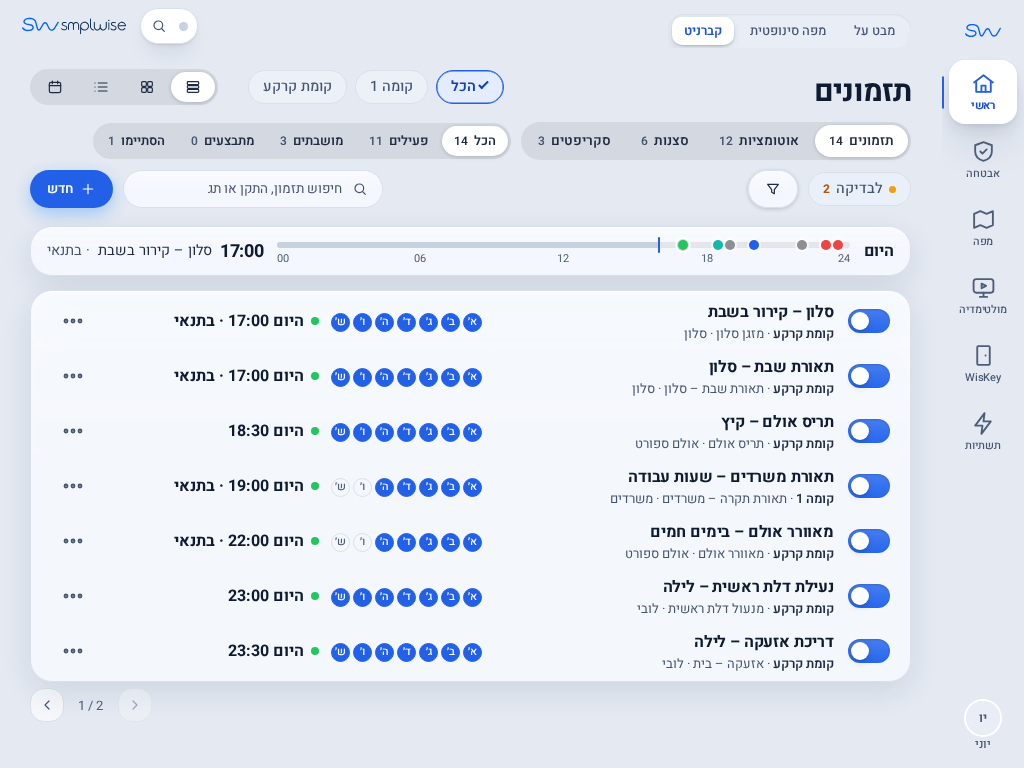 smplwise
מבט על
מפה סינופטית
קברניט
ראשי
אבטחה
מפה
מולטימדיה
WisKey
תשתיות
יו
יוני
תזמונים
הכל
קומה 1
קומת קרקע
תזמונים 14
אוטומציות 12
סצנות 6
סקריפטים 3
הכל 14
פעילים 11
מושבתים 3
מתבצעים 0
הסתיימו 1
לבדיקה 2
חיפוש תזמון, התקן או תג
חדש
היום
00 06 12 18 24
17:00 סלון – קירור בשבת · בתנאי
סלון – קירור בשבת
קומת קרקע · מזגן סלון · סלון
א׳ ב׳ ג׳ ד׳ ה׳ ו׳ ש׳
היום 17:00 · בתנאי
תאורת שבת – סלון
קומת קרקע · תאורת שבת – סלון · סלון
א׳ ב׳ ג׳ ד׳ ה׳ ו׳ ש׳
היום 17:00 · בתנאי
תריס אולם – קיץ
קומת קרקע · תריס אולם · אולם ספורט
א׳ ב׳ ג׳ ד׳ ה׳ ו׳ ש׳
היום 18:30
תאורת משרדים – שעות עבודה
קומה 1 · תאורת תקרה – משרדים · משרדים
א׳ ב׳ ג׳ ד׳ ה׳ ו׳ ש׳
היום 19:00 · בתנאי
מאוורר אולם – בימים חמים
קומת קרקע · מאוורר אולם · אולם ספורט
א׳ ב׳ ג׳ ד׳ ה׳ ו׳ ש׳
היום 22:00 · בתנאי
נעילת דלת ראשית – לילה
קומת קרקע · מנעול דלת ראשית · לובי
א׳ ב׳ ג׳ ד׳ ה׳ ו׳ ש׳
היום 23:00
דריכת אזעקה – לילה
קומת קרקע · אזעקה – בית · לובי
א׳ ב׳ ג׳ ד׳ ה׳ ו׳ ש׳
היום 23:30
1 / 2